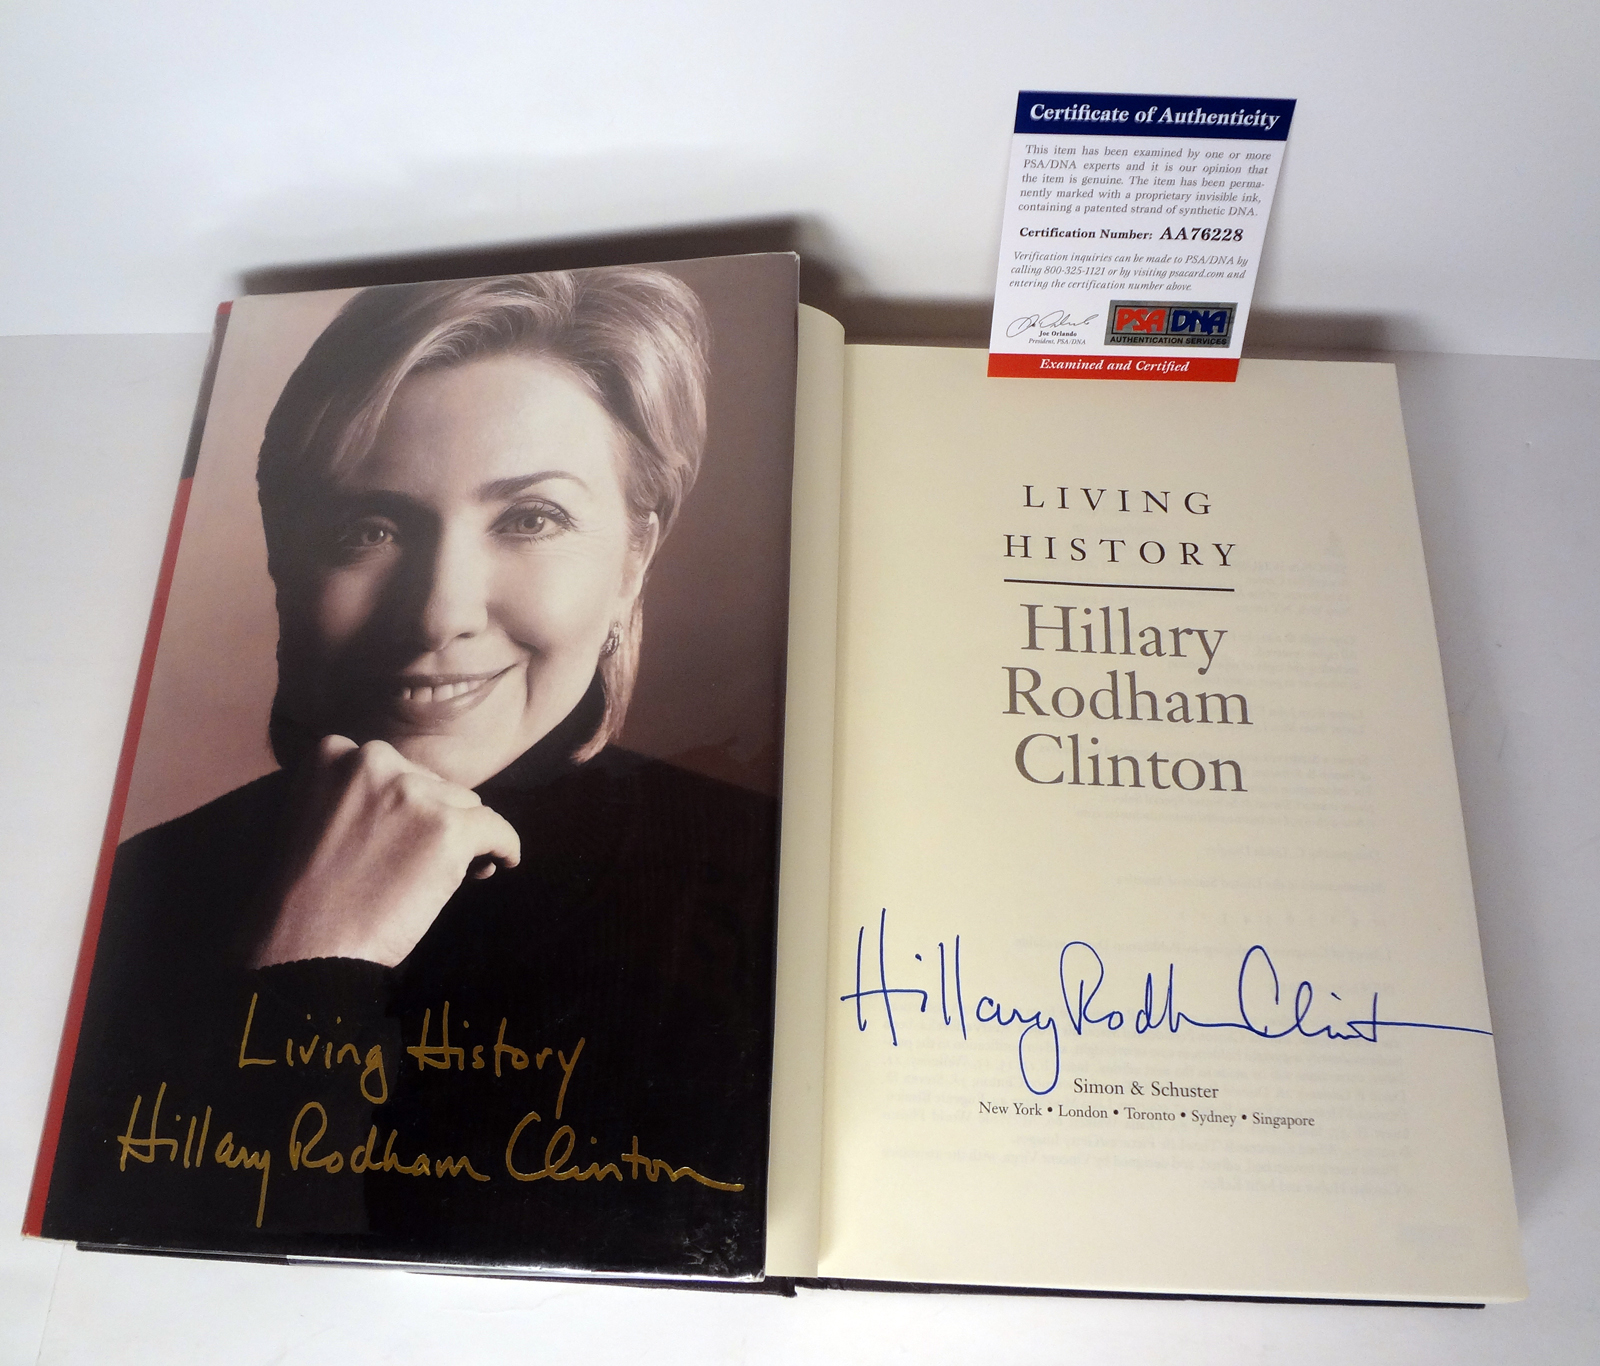 Living History
Hillary Rodham Clinton
Certificate of Authenticity
This item has been examined by one or more
PSA/DNA experts and it is our opinion that
the item is genuine. The item has been perma-
nently marked with a proprietary invisible ink,
containing a patented strand of synthetic DNA.
Certification Number: AA76228
Verification inquiries can be made to PSA/DNA by
calling 800-325-1121 or by visiting psacard.com and
entering the certification number above.
Joe Orlando
President, PSA/DNA
PSA DNA
AUTHENTICATION SERVICES
Examined and Certified
LIVING
HISTORY
Hillary
Rodham
Clinton
Hillary Rodh Clint
Simon & Schuster
New York • London • Toronto • Sydney • Singapore